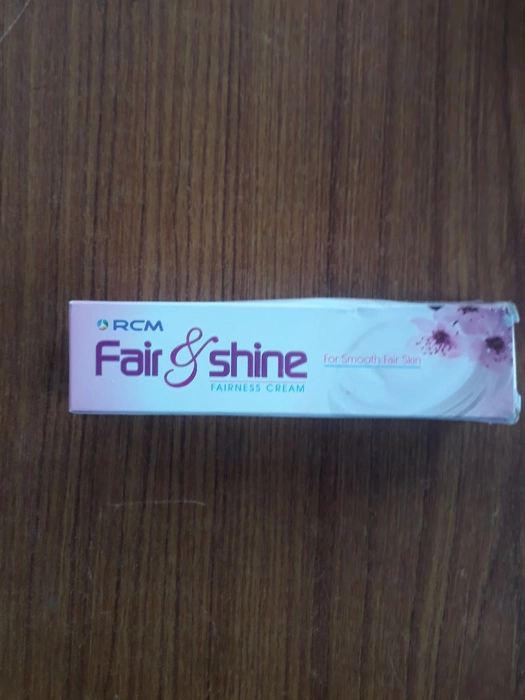 RCM
Fair & shine
FAIRNESS CREAM
For Smooth Fair Skin